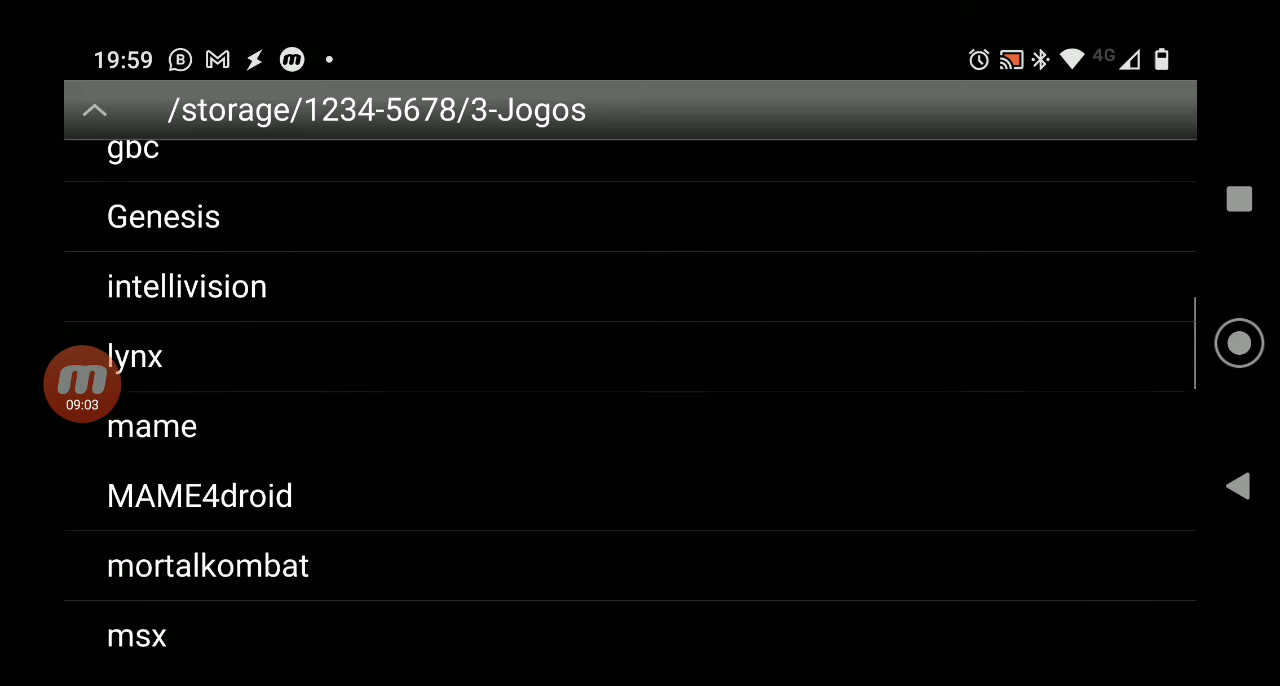 19:59
4G
/storage/1234-5678/3-Jogos
gbc
Genesis
intellivision
lynx
09:03
mame
MAME4droid
mortalkombat
msx